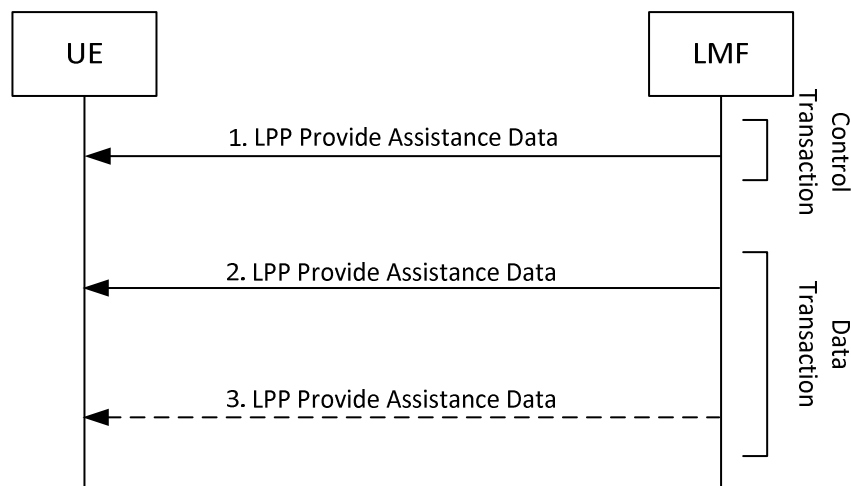 UE
LMF
1. LPP Provide Assistance Data
Control
Transaction
2. LPP Provide Assistance Data
Data
Transaction
3. LPP Provide Assistance Data